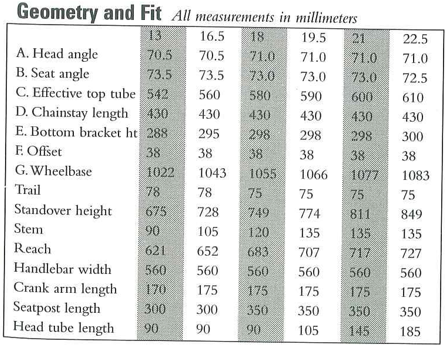 Geometry and Fit All measurements in millimeters
13 16.5 18 19.5 21 22.5
A. Head angle 70.5 70.5 71.0 71.0 71.0 71.0
B. Seat angle 73.5 73.5 73.0 73.0 73.0 72.5
C. Effective top tube 542 560 580 590 600 610
D. Chainstay length 430 430 430 430 430 430
E. Bottom bracket ht 288 295 298 298 298 300
F. Offset 38 38 38 38 38 38
G. Wheelbase 1022 1043 1055 1066 1077 1083
Trail 78 78 75 75 75 75
Standover height 675 728 749 774 811 849
Stem 90 105 120 135 135 135
Reach 621 652 683 707 717 727
Handlebar width 560 560 560 560 560 560
Crank arm length 170 175 175 175 175 175
Seatpost length 300 300 350 350 350 350
Head tube length 90 90 90 105 145 185